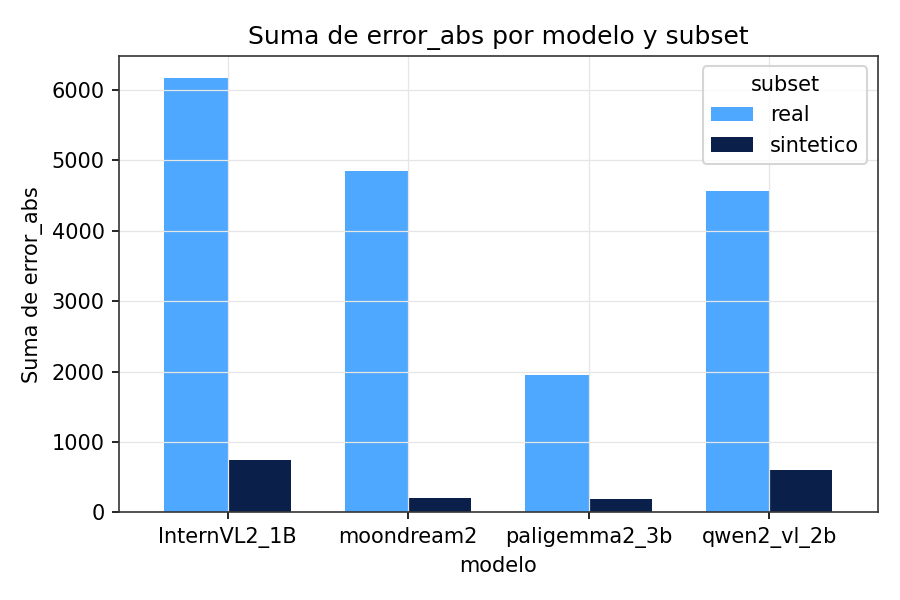 Suma de error_abs por modelo y subset
subset
real
sintetico
Suma de error_abs
6000
5000
4000
3000
2000
1000
0
InternVL2_1B
moondream2
paligemma2_3b
qwen2_vl_2b
modelo